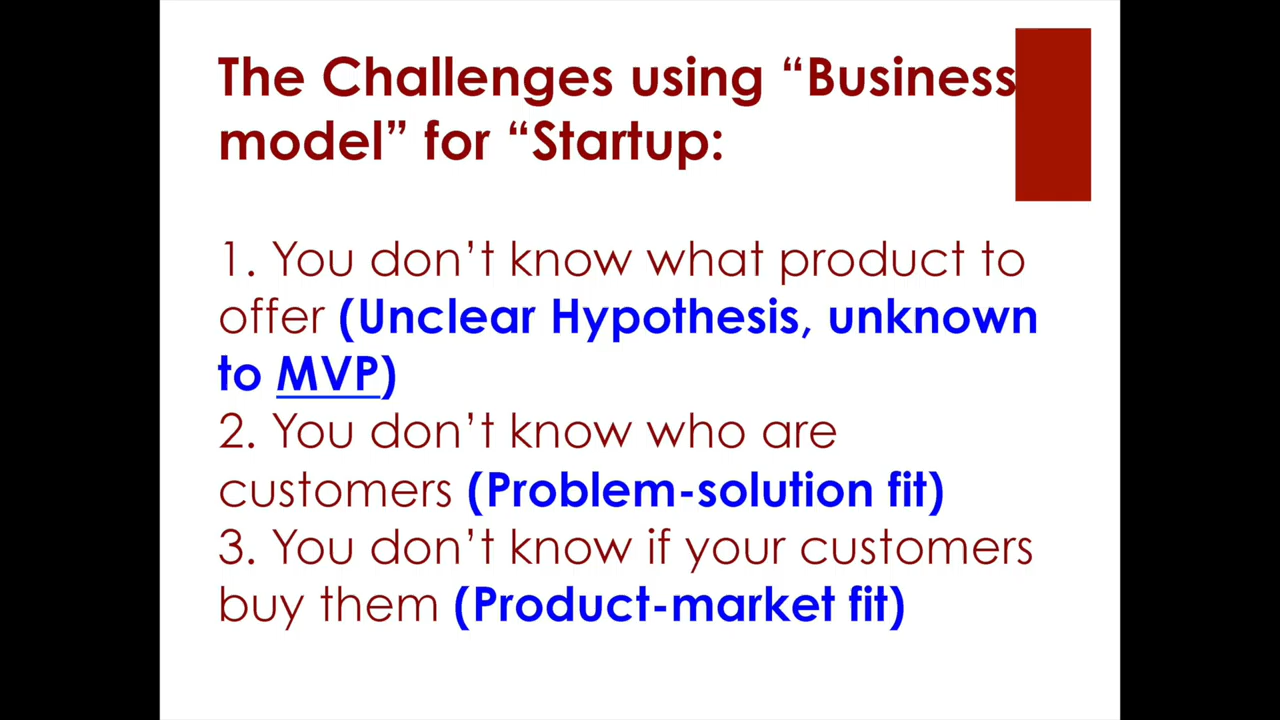 The Challenges using “Business
model” for “Startup:
1. You don’t know what product to
offer (Unclear Hypothesis, unknown
to MVP)
2. You don’t know who are
customers (Problem-solution fit)
3. You don’t know if your customers
buy them (Product-market fit)